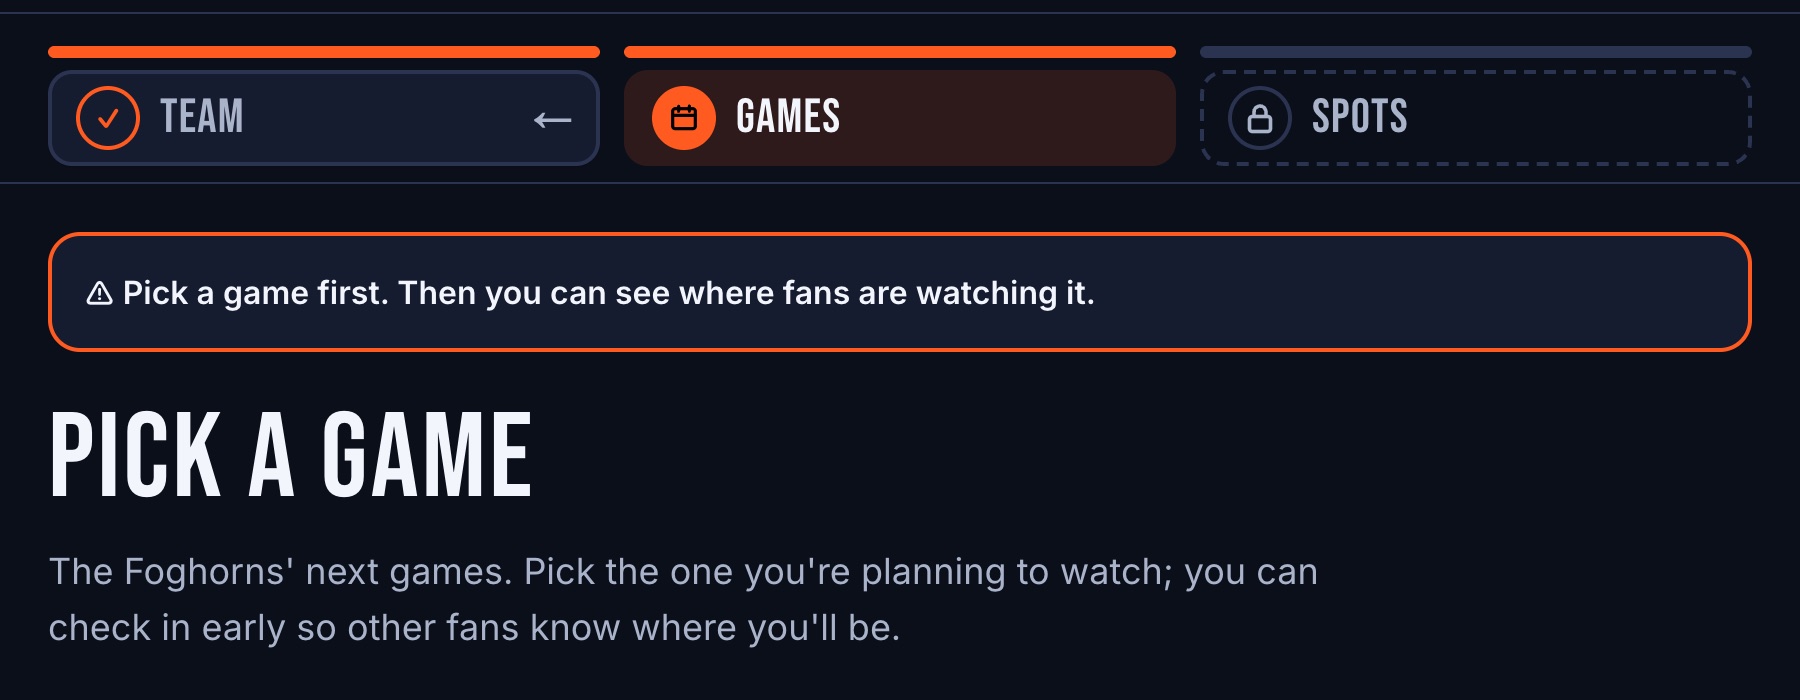 TEAM
GAMES
SPOTS
Pick a game first. Then you can see where fans are watching it.
PICK A GAME
The Foghorns' next games. Pick the one you're planning to watch; you can
check in early so other fans know where you'll be.